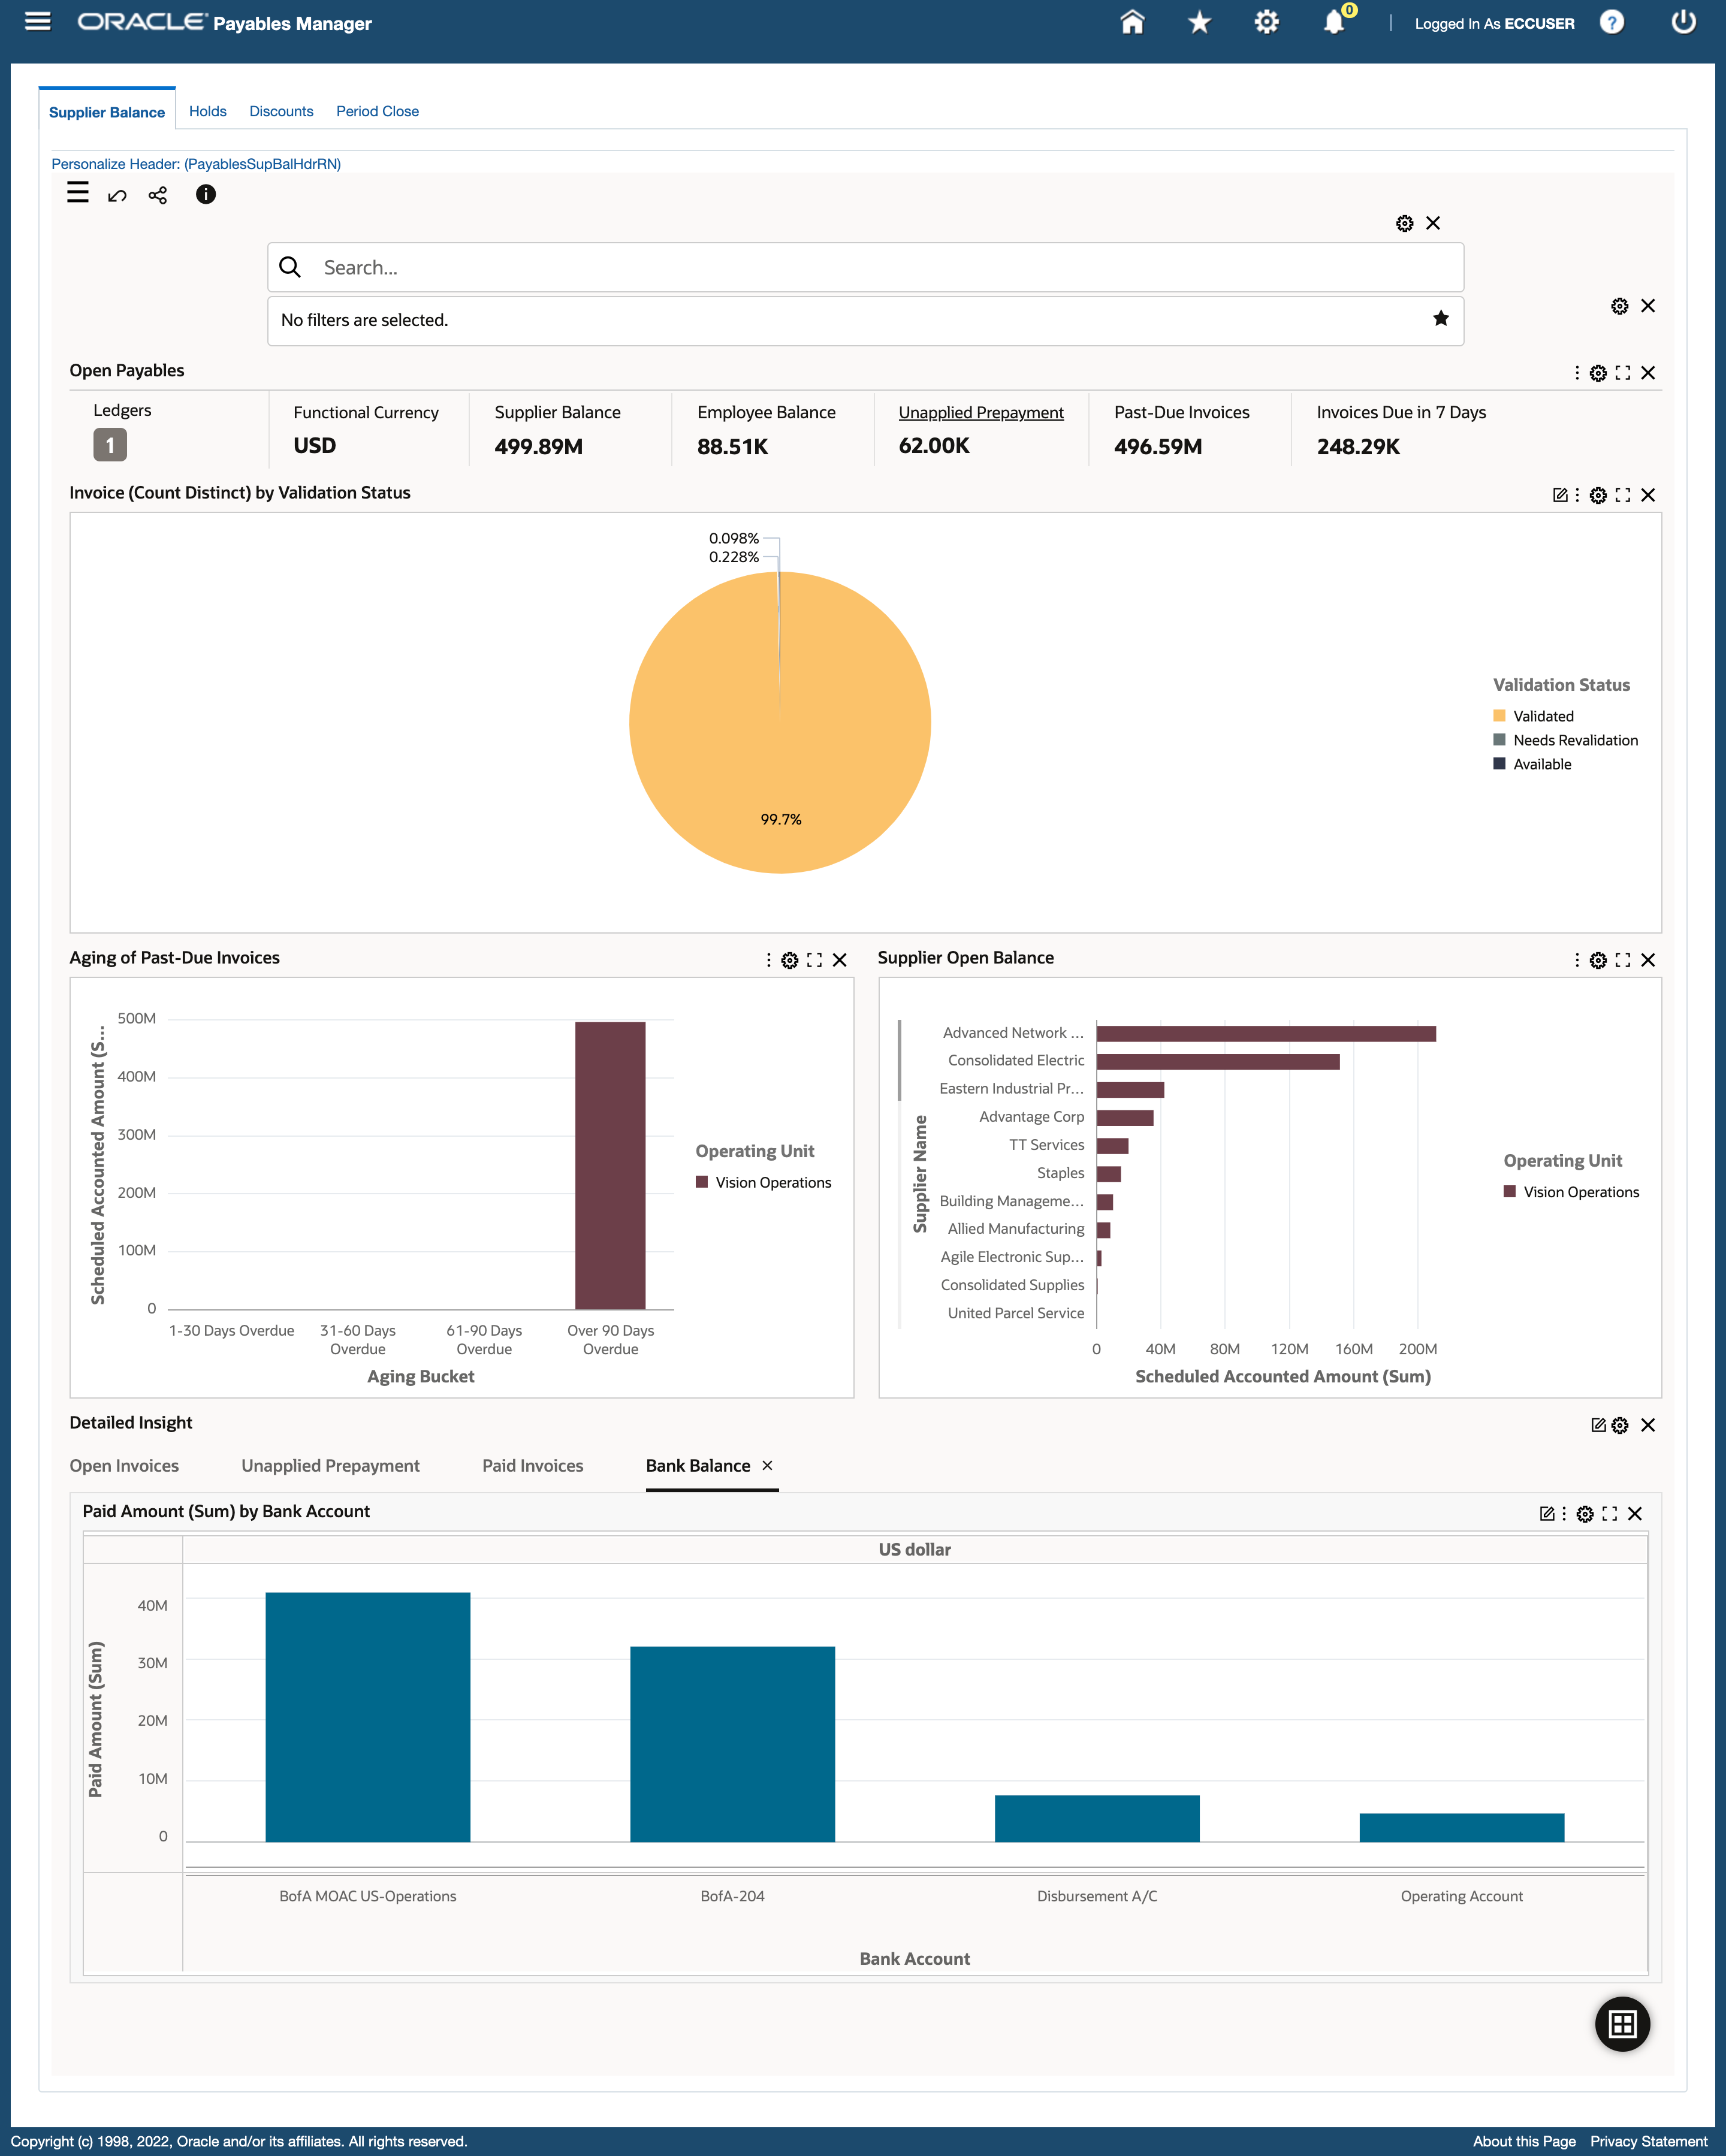 ORACLE® Payables Manager
0
Logged In As ECCUSER
?
Supplier Balance
Holds
Discounts
Period Close
Personalize Header: (PayablesSupBalHdrRN)
Search...
No filters are selected.
Open Payables
Ledgers
1
Functional Currency
USD
Supplier Balance
499.89M
Employee Balance
88.51K
Unapplied Prepayment
62.00K
Past-Due Invoices
496.59M
Invoices Due in 7 Days
248.29K
Invoice (Count Distinct) by Validation Status
0.098%
0.228%
99.7%
Validation Status
Validated
Needs Revalidation
Available
Aging of Past-Due Invoices
Scheduled Accounted Amount (S...
500M
400M
300M
200M
100M
0
1-30 Days Overdue
31-60 Days
Overdue
61-90 Days
Overdue
Over 90 Days
Overdue
Aging Bucket
Operating Unit
Vision Operations
Supplier Open Balance
Supplier Name
Advanced Network ...
Consolidated Electric
Eastern Industrial Pr...
Advantage Corp
TT Services
Staples
Building Manageme...
Allied Manufacturing
Agile Electronic Sup...
Consolidated Supplies
United Parcel Service
0
40M
80M
120M
160M
200M
Scheduled Accounted Amount (Sum)
Operating Unit
Vision Operations
Detailed Insight
Open Invoices
Unapplied Prepayment
Paid Invoices
Bank Balance
Paid Amount (Sum) by Bank Account
US dollar
Paid Amount (Sum)
40M
30M
20M
10M
0
BofA MOAC US-Operations
BofA-204
Disbursement A/C
Operating Account
Bank Account
Copyright (c) 1998, 2022, Oracle and/or its affiliates. All rights reserved.
About this Page
Privacy Statement